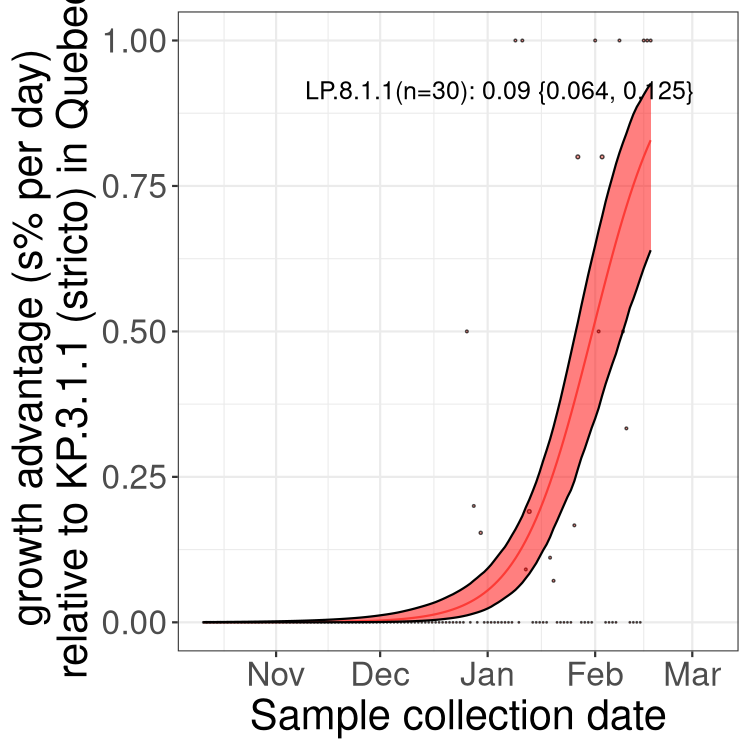 growth advantage (s% per day)
relative to KP.3.1.1 (stricto) in Quebec
1.00
0.75
0.50
0.25
0.00
LP.8.1.1(n=30): 0.09 {0.064, 0.125}
Nov Dec Jan Feb Mar
Sample collection date